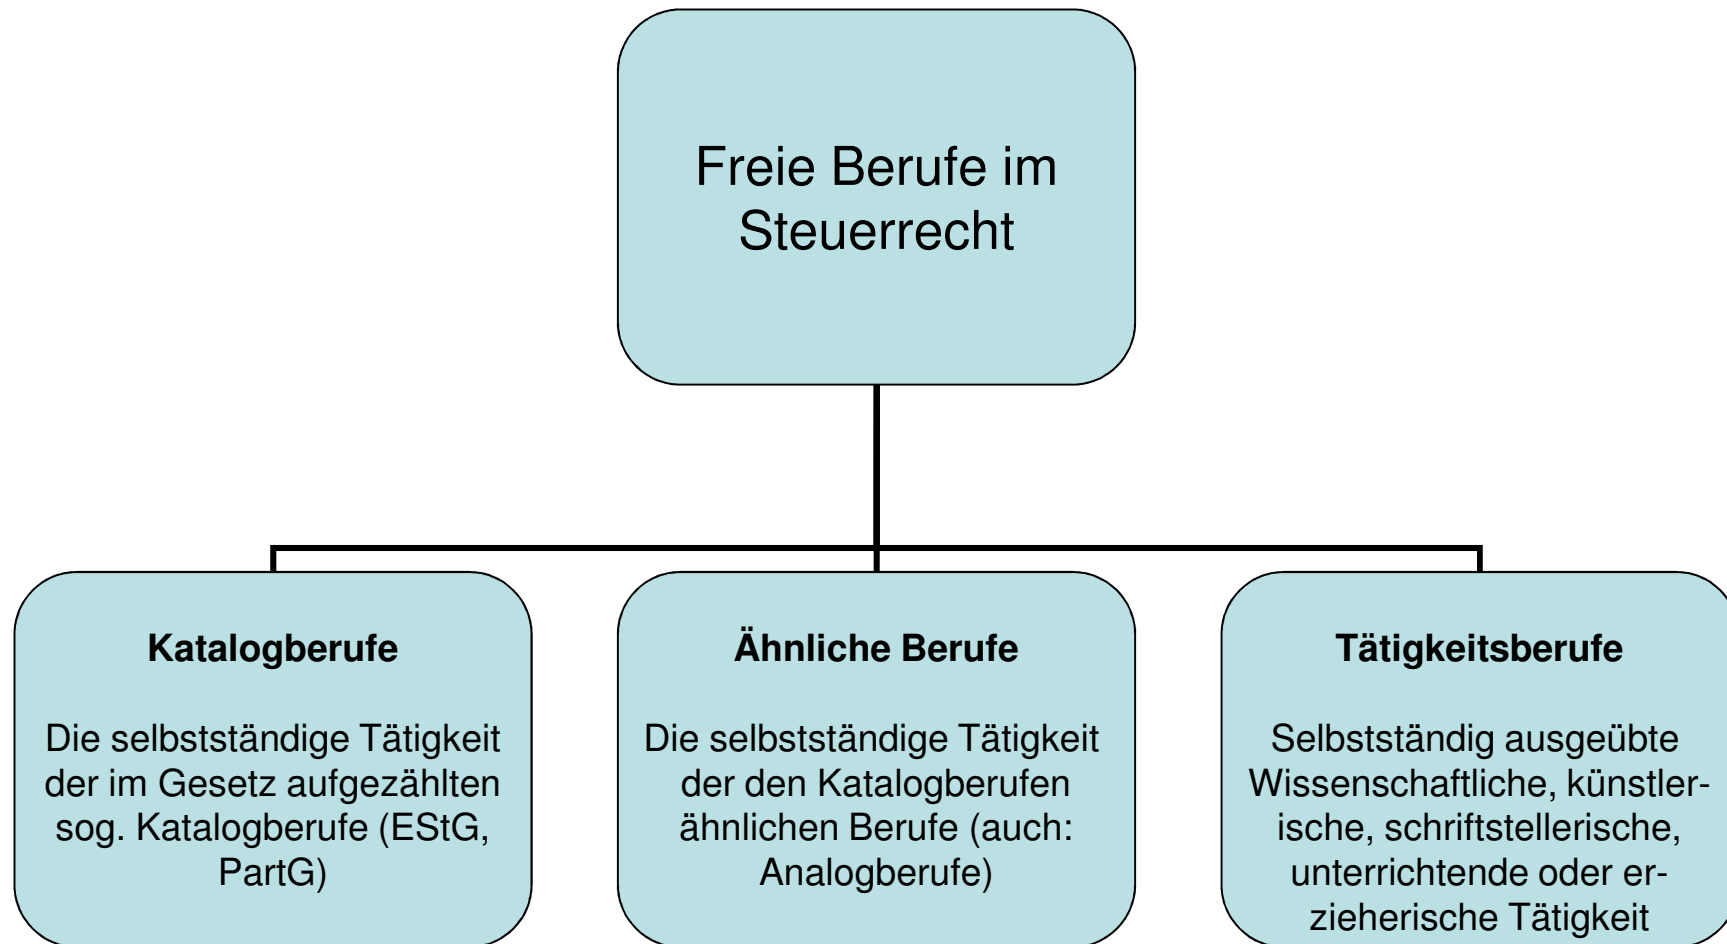 Freie Berufe im
Steuerrecht
Katalogberufe
Die selbstständige Tätigkeit
der im Gesetz aufgezählten
sog. Katalogberufe (EStG,
PartG)
Ähnliche Berufe
Die selbstständige Tätigkeit
der den Katalogberufen
ähnlichen Berufe (auch:
Analogberufe)
Tätigkeitsberufe
Selbstständig ausgeübte
Wissenschaftliche, künstler-
ische, schriftstellerische,
unterrichtende oder er-
zieherische Tätigkeit